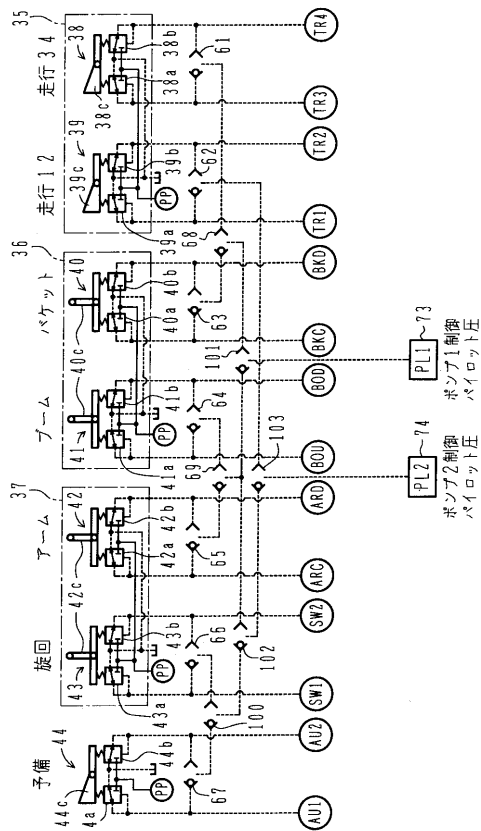 35
走行34
38
38c
38b
38a
61
TR4
TR3
走行12
39
39c
39b
39a
PP
62
68
TR2
TR1
36
バケット
40
40c
40b
40a
63
101
BKD
BKC
ブーム
41
41b
41a
PP
64
69
103
BOD
BOU
PL1
73
ポンプ1制御
パイロット圧
PL2
74
ポンプ2制御
パイロット圧
37
アーム
42
42c
42b
42a
65
ARD
ARC
旋回
43
43b
43a
PP
66
102
SW2
SW1
予備
44
44c
44b
4a
PP
67
100
AU2
AU1